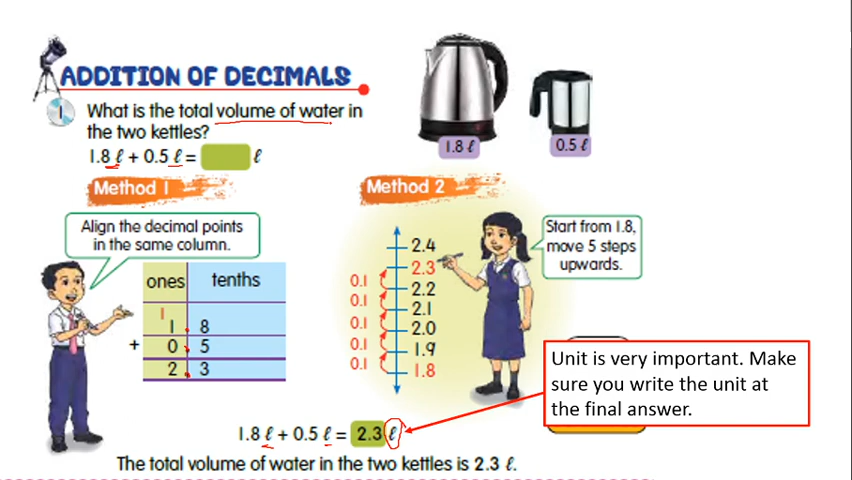 ADDITION OF DECIMALS
1 What is the total volume of water in
the two kettles?
1.8 ℓ + 0.5 ℓ = ℓ
1.8 ℓ
0.5 ℓ
Method 1
Align the decimal points
in the same column.
ones tenths
1
1 . 8
+ 0 . 5
2 . 3
Method 2
Start from 1.8,
move 5 steps
upwards.
2.4
2.3
0.1
2.2
0.1
2.1
0.1
2.0
0.1
1.9
0.1
1.8
Unit is very important. Make
sure you write the unit at
the final answer.
1.8 ℓ + 0.5 ℓ = 2.3 ℓ
The total volume of water in the two kettles is 2.3 ℓ.